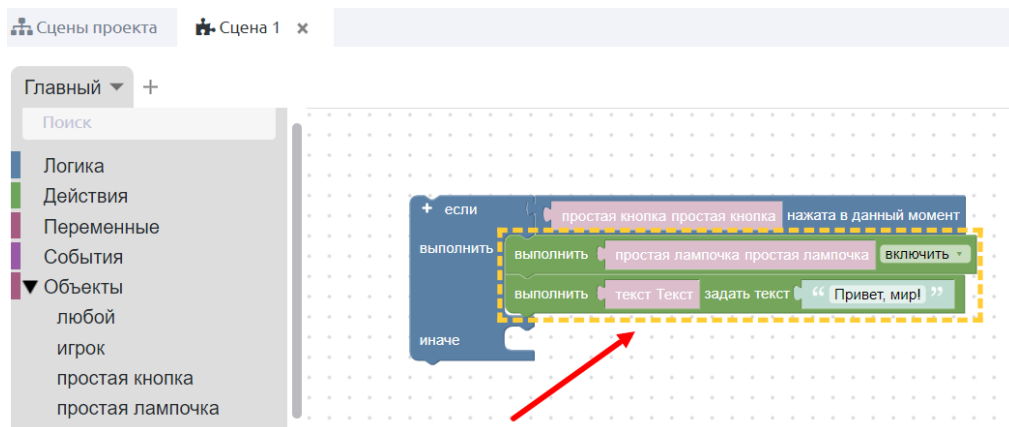 Сцены проекта Сцена 1 ×
Главный +
Поиск
Логика
Действия
Переменные
События
Объекты
любой
игрок
простая кнопка
простая лампочка
+ если простая кнопка простая кнопка нажата в данный момент
выполнить выполнить простая лампочка простая лампочка включить
выполнить текст Текст задать текст “ Привет, мир! ”
иначе